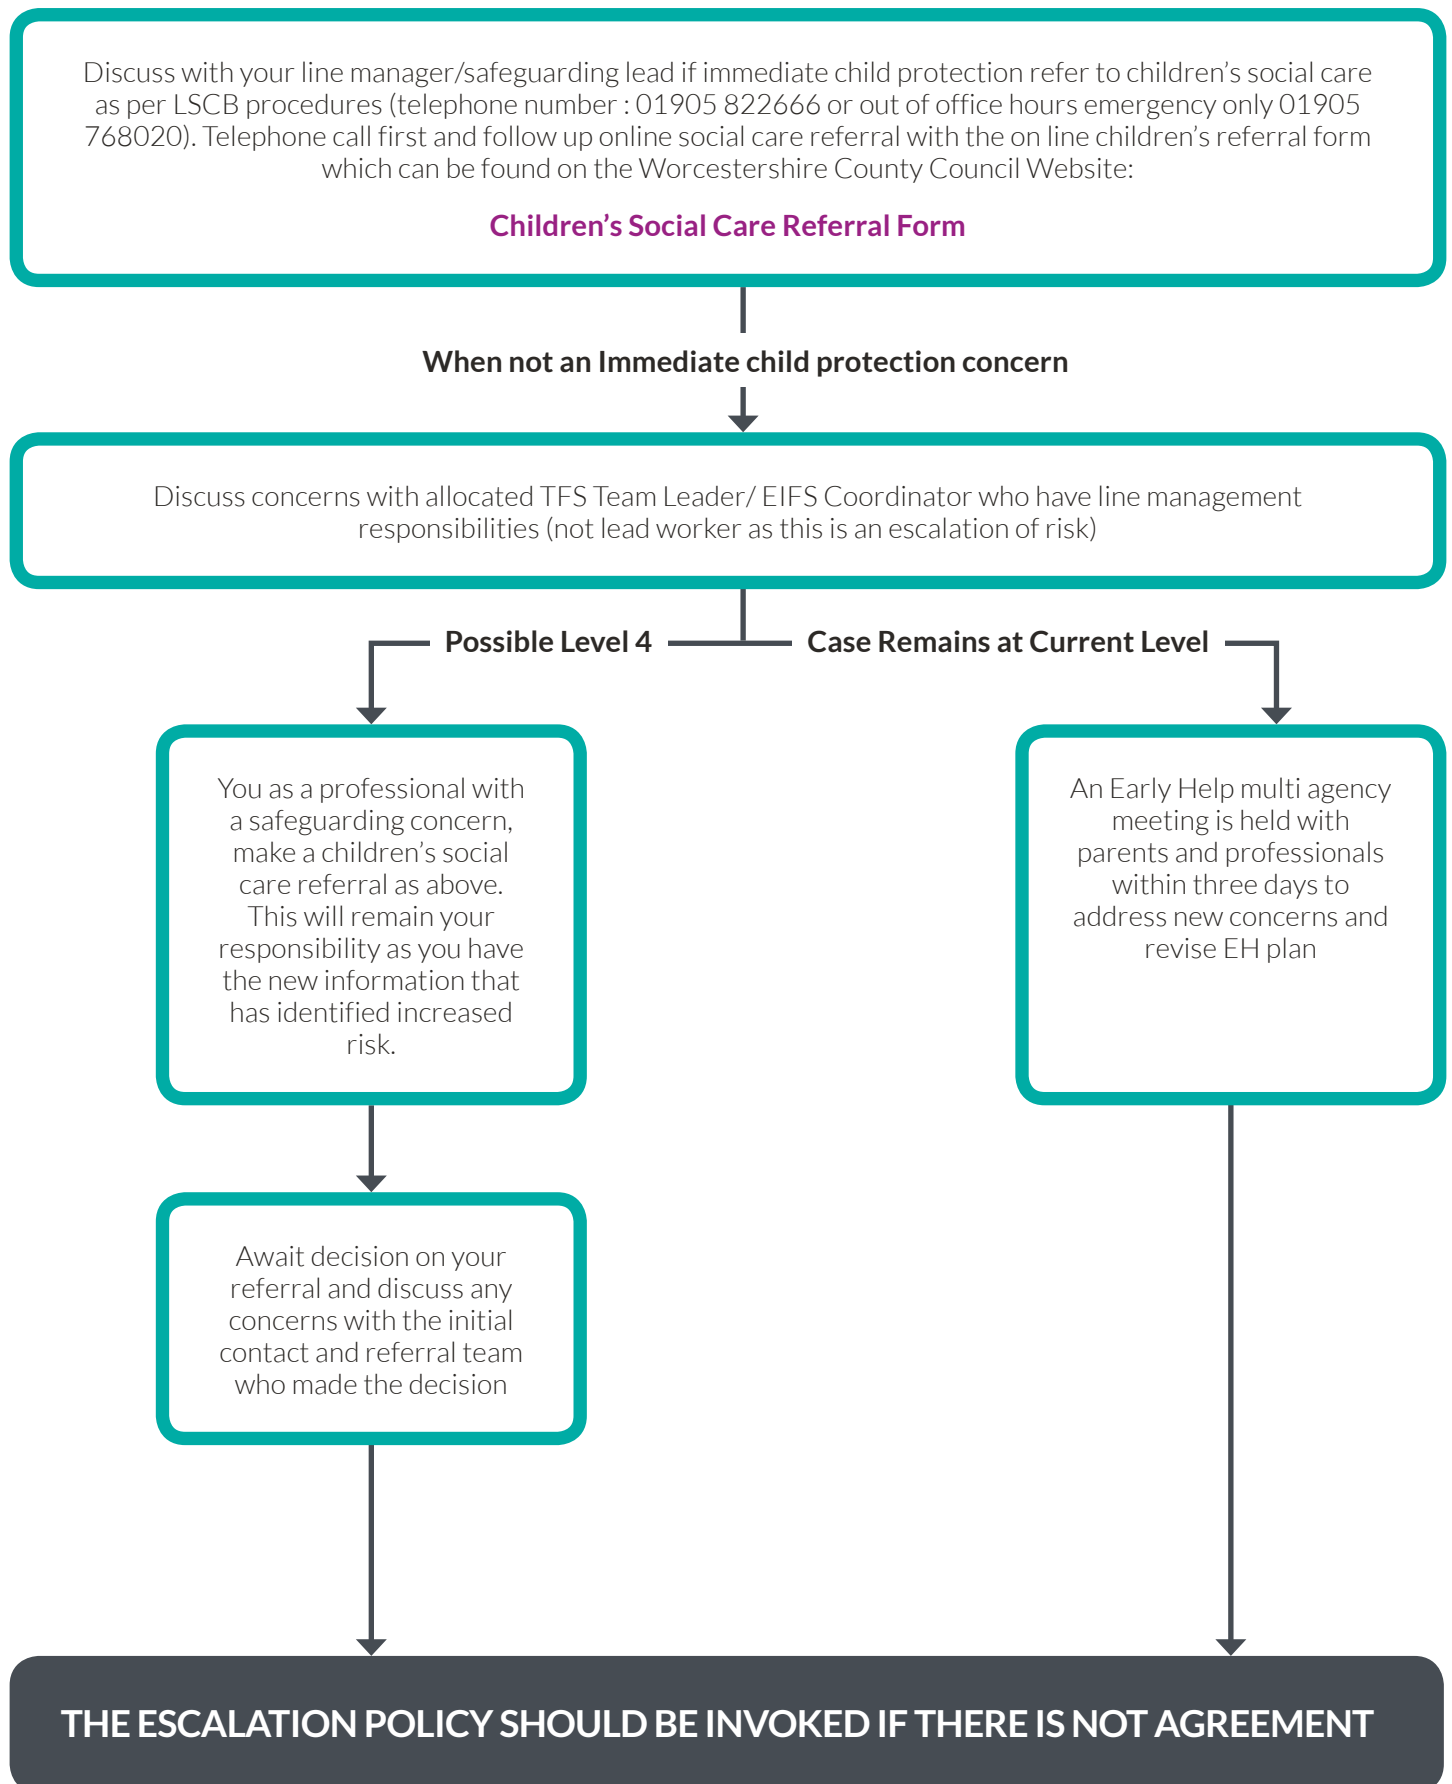 Discuss with your line manager/safeguarding lead if immediate child protection refer to children’s social care
as per LSCB procedures (telephone number : 01905 822666 or out of office hours emergency only 01905
768020). Telephone call first and follow up online social care referral with the on line children’s referral form
which can be found on the Worcestershire County Council Website:
Children’s Social Care Referral Form
When not an Immediate child protection concern
Discuss concerns with allocated TFS Team Leader/ EIFS Coordinator who have line management
responsibilities (not lead worker as this is an escalation of risk)
Possible Level 4
Case Remains at Current Level
You as a professional with
a safeguarding concern,
make a children’s social
care referral as above.
This will remain your
responsibility as you have
the new information that
has identified increased
risk.
An Early Help multi agency
meeting is held with
parents and professionals
within three days to
address new concerns and
revise EH plan
Await decision on your
referral and discuss any
concerns with the initial
contact and referral team
who made the decision
THE ESCALATION POLICY SHOULD BE INVOKED IF THERE IS NOT AGREEMENT